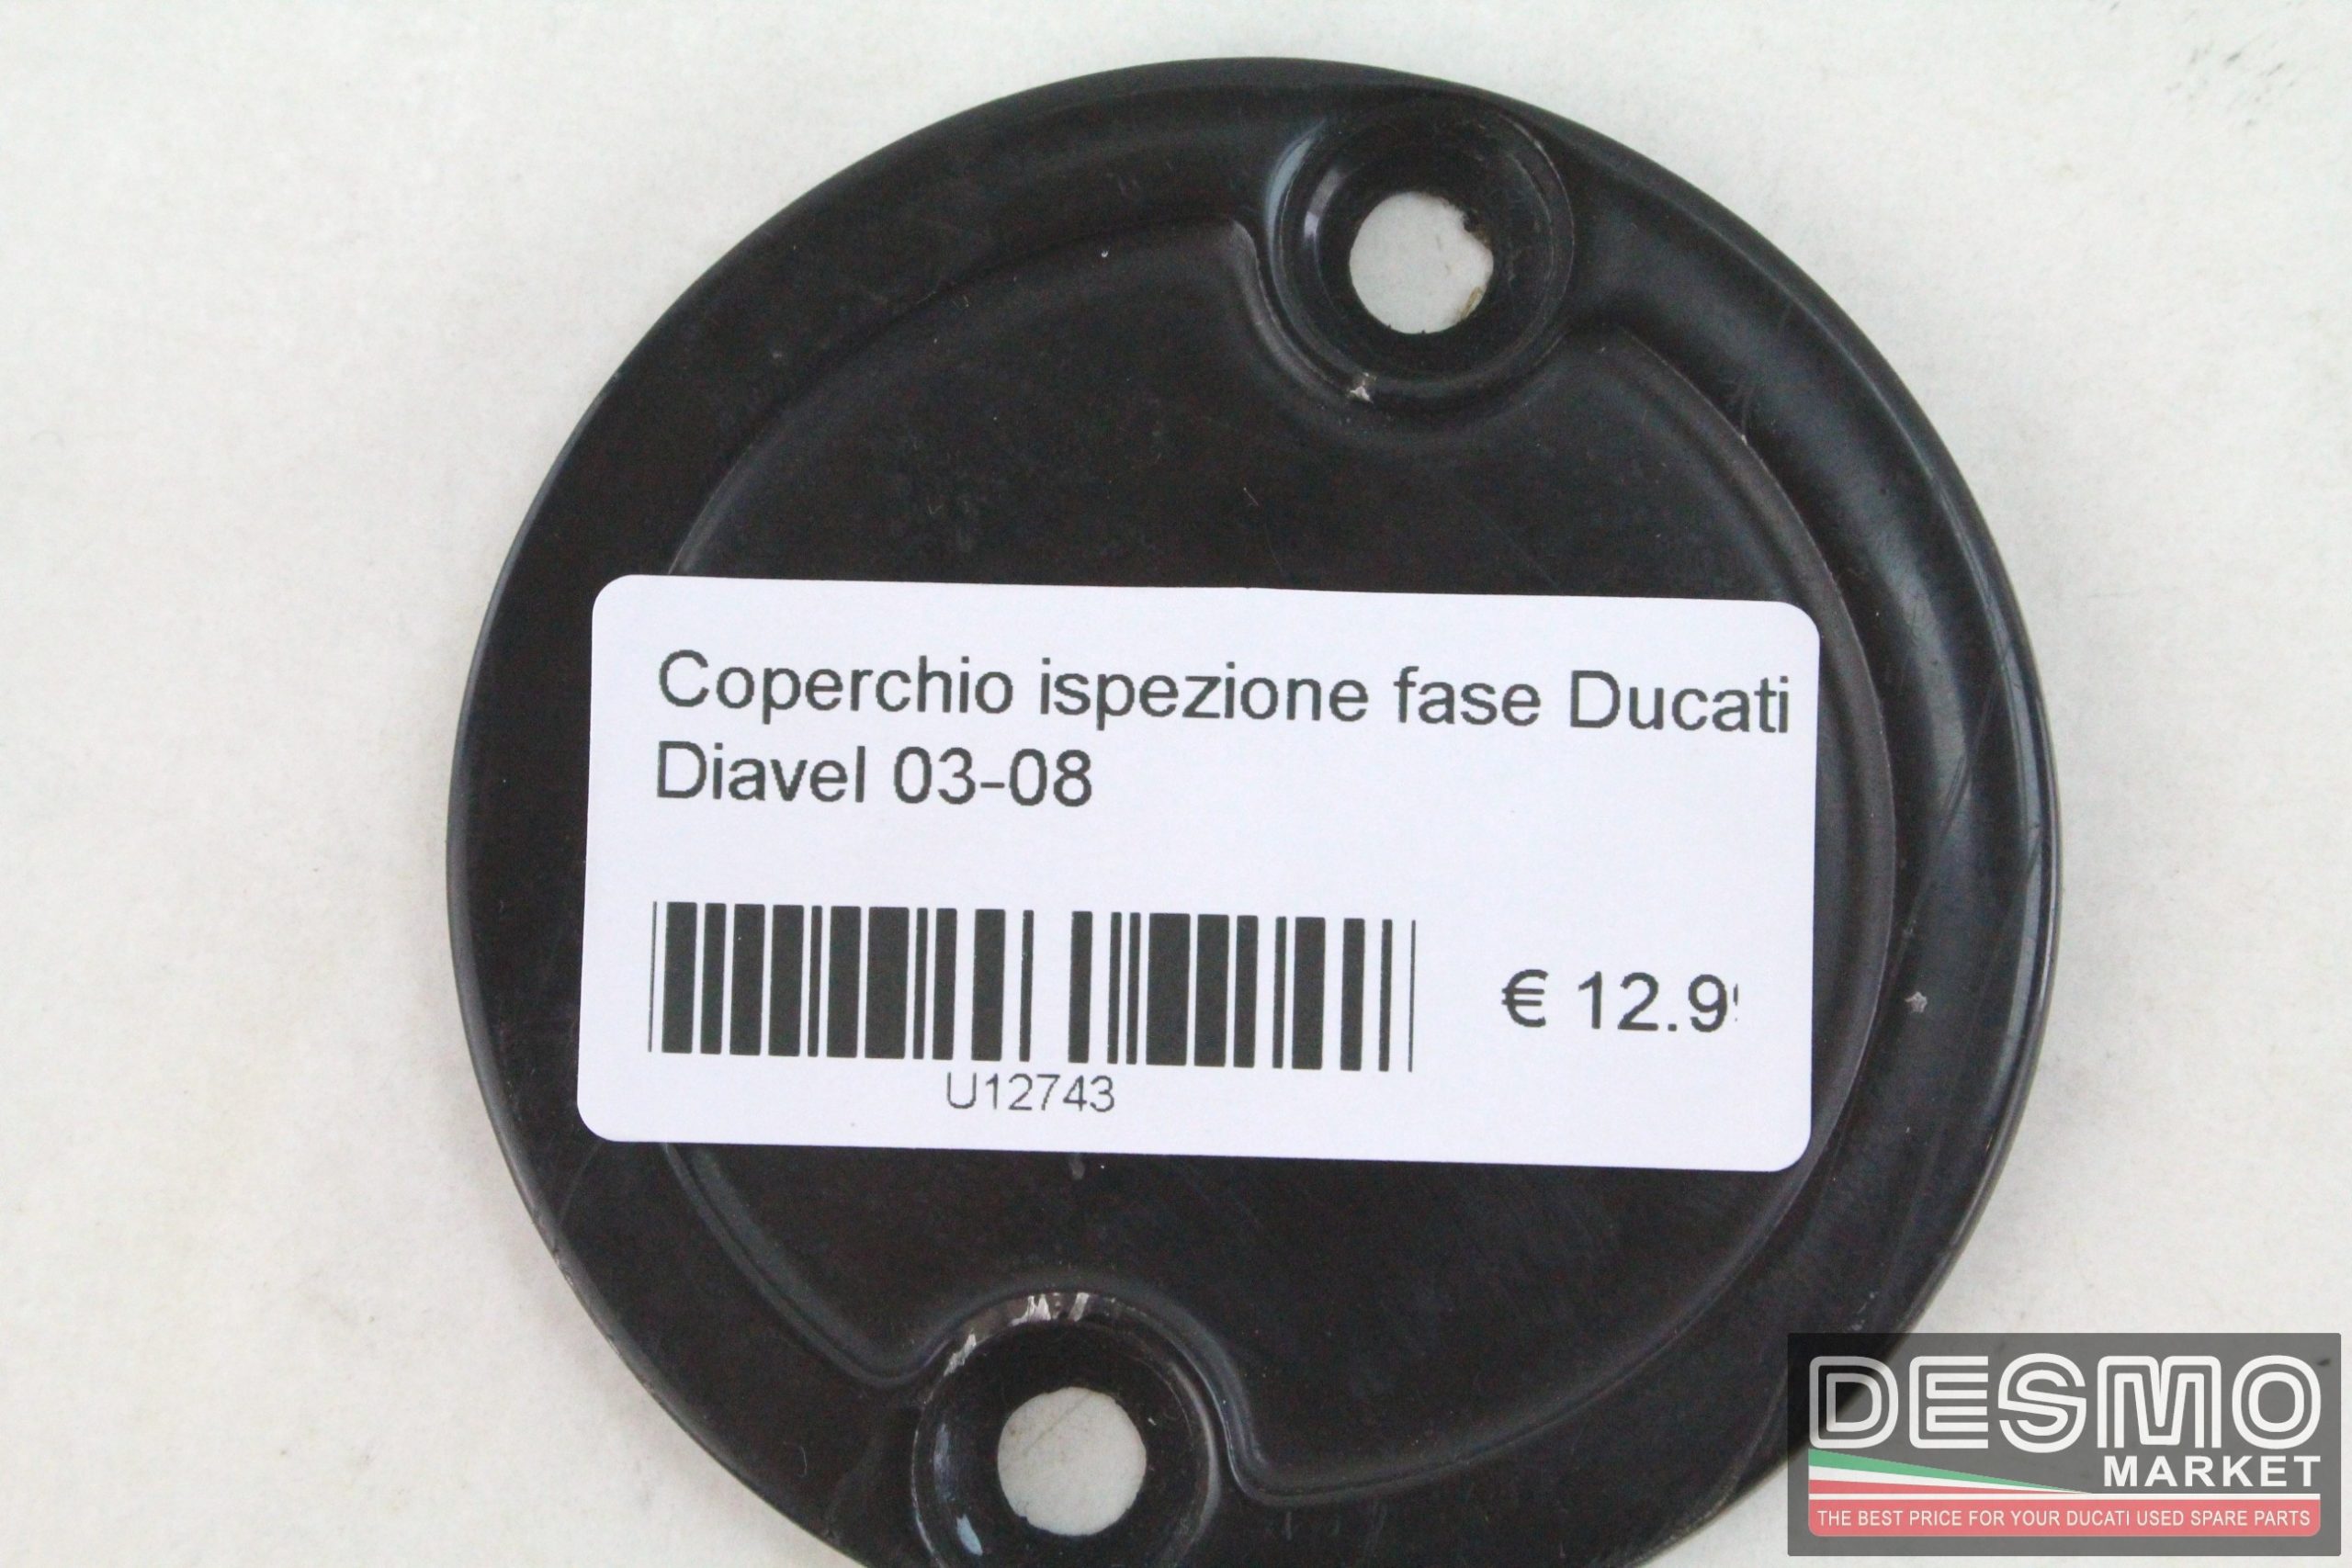 Coperchio ispezione fase Ducati
Diavel 03-08
€ 12.9
U12743
DESMO
MARKET
THE BEST PRICE FOR YOUR DUCATI USED SPARE PARTS